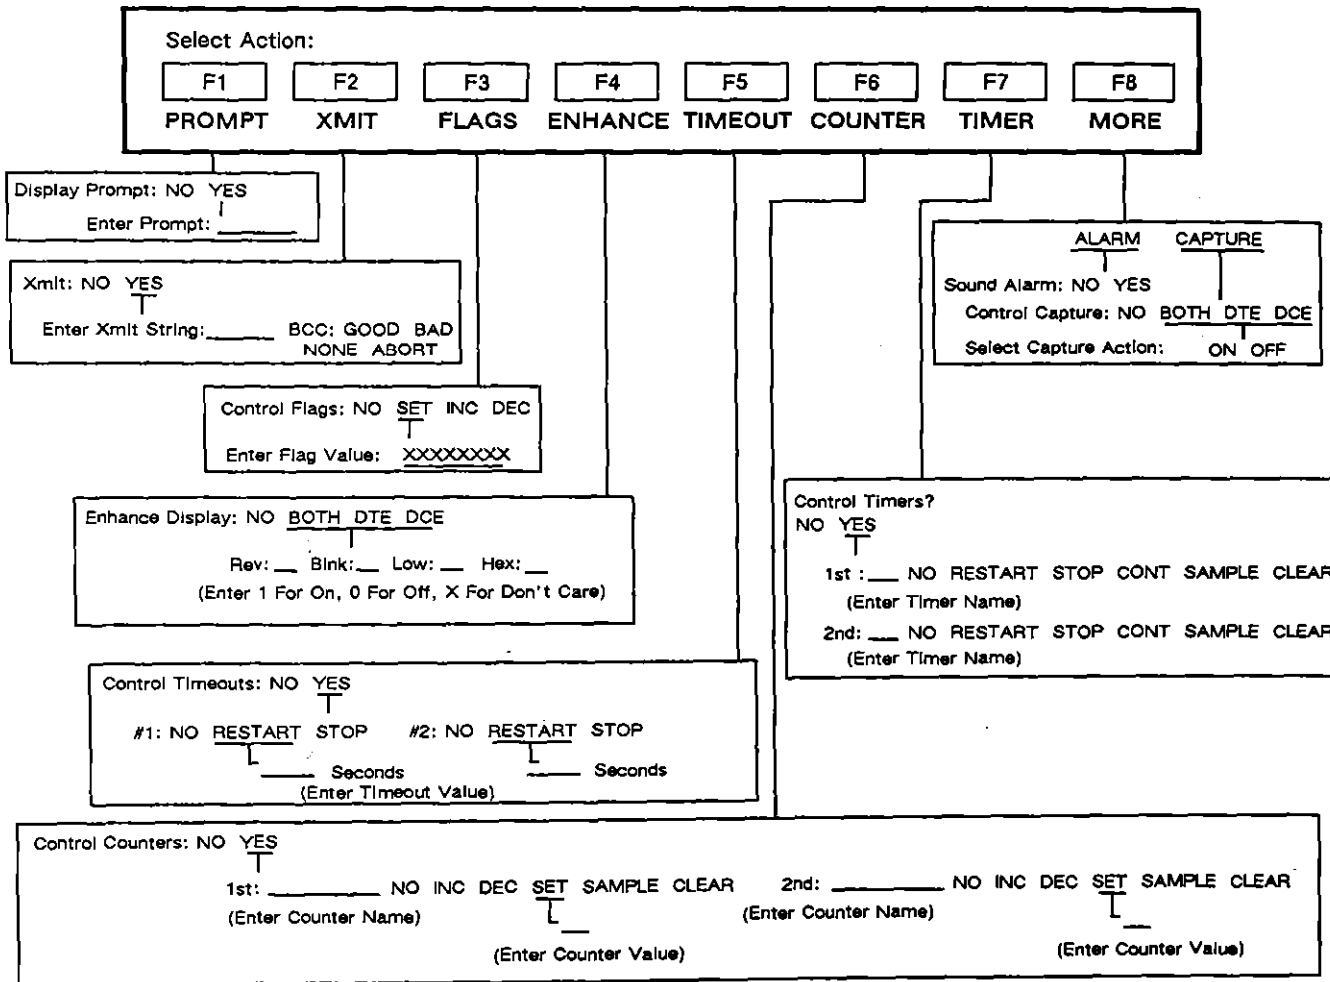 Select Action:
F1 F2 F3 F4 F5 F6 F7 F8
PROMPT XMIT FLAGS ENHANCE TIMEOUT COUNTER TIMER MORE
Display Prompt: NO YES
Enter Prompt:
ALARM CAPTURE
Sound Alarm: NO YES
Control Capture: NO BOTH DTE DCE
Select Capture Action: ON OFF
Xmit: NO YES
Enter Xmit String: BCC: GOOD BAD
NONE ABORT
Control Flags: NO SET INC DEC
Enter Flag Value: XXXXXXXX
Enhance Display: NO BOTH DTE DCE
Rev: Blnk: Low: Hex:
(Enter 1 For On, 0 For Off, X For Don't Care)
Control Timers?
NO YES
1st : NO RESTART STOP CONT SAMPLE CLEAR
(Enter Timer Name)
2nd: NO RESTART STOP CONT SAMPLE CLEAR
(Enter Timer Name)
Control Timeouts: NO YES
#1: NO RESTART STOP #2: NO RESTART STOP
Seconds Seconds
(Enter Timeout Value)
Control Counters: NO YES
1st: NO INC DEC SET SAMPLE CLEAR 2nd: NO INC DEC SET SAMPLE CLEAR
(Enter Counter Name) (Enter Counter Name)
(Enter Counter Value) (Enter Counter Value)